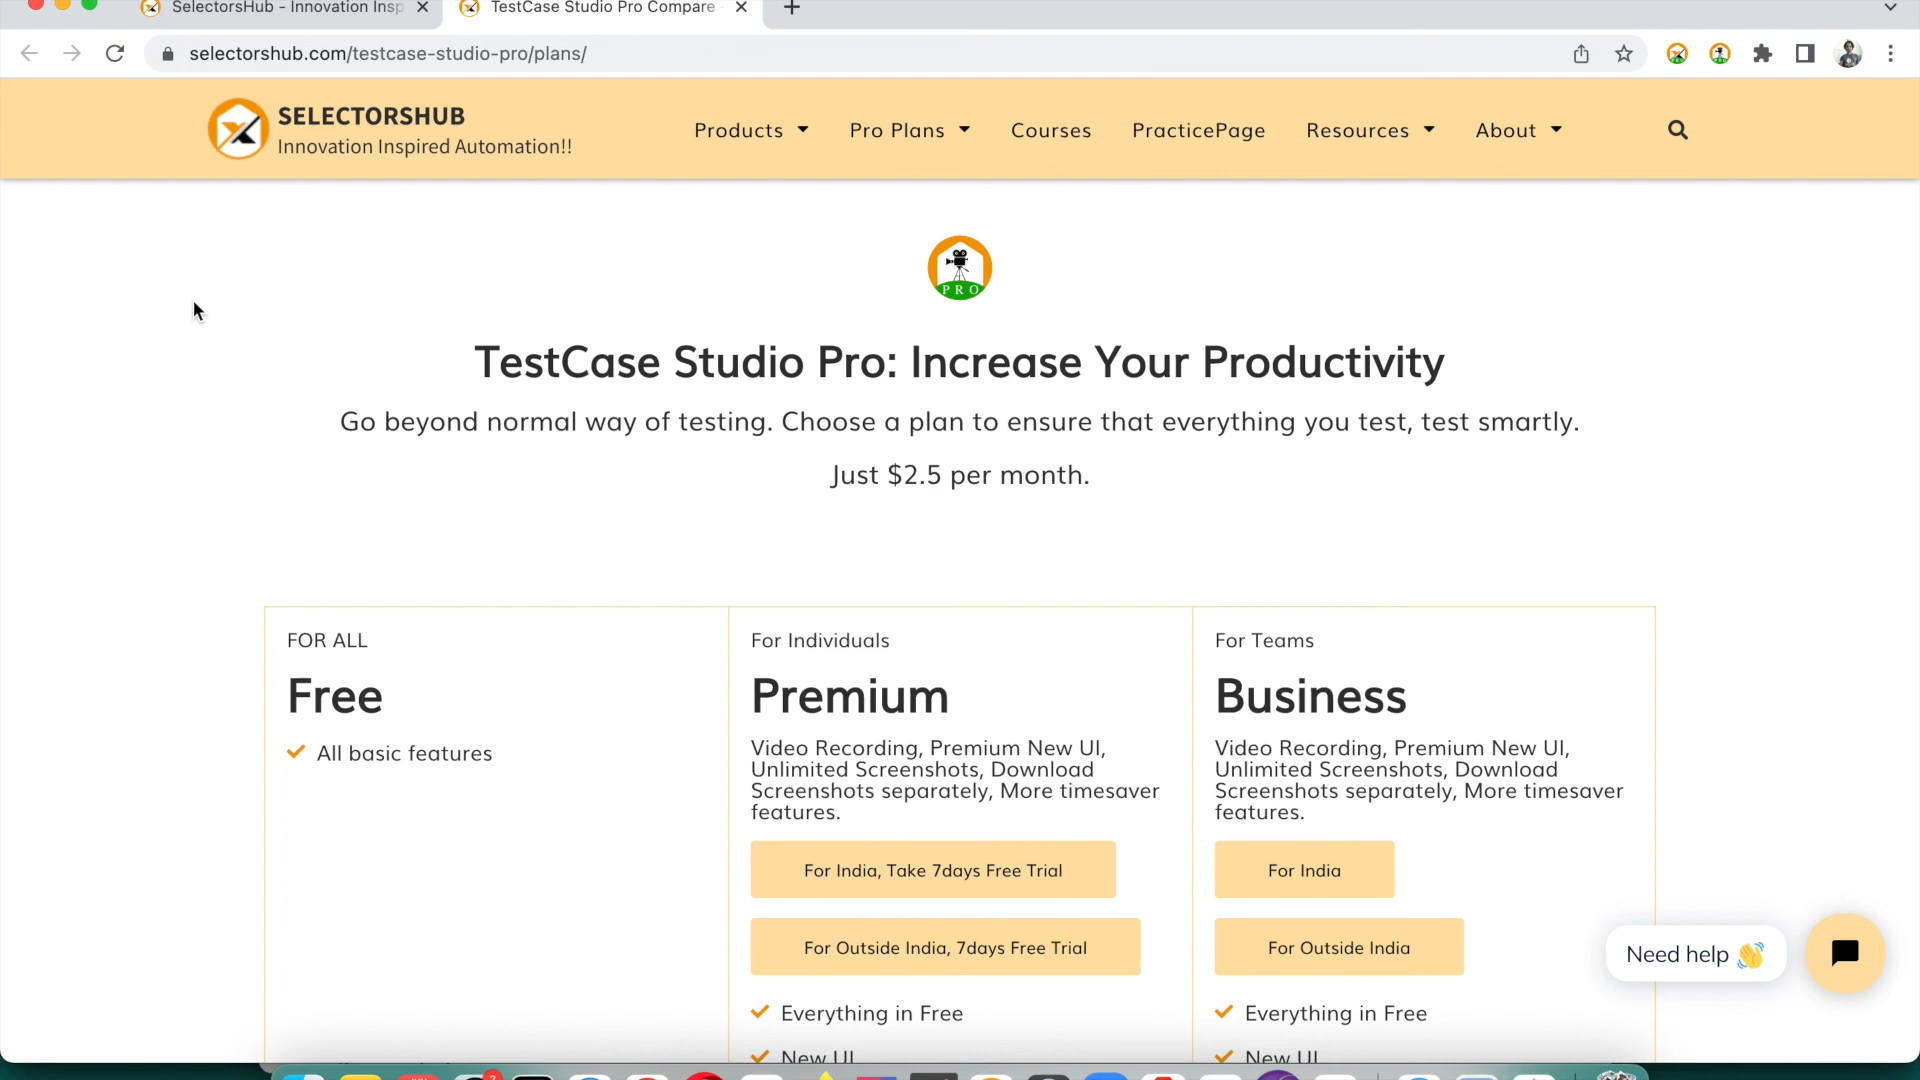 SelectorsHub - Innovation Insp
TestCase Studio Pro Compare
selectorshub.com/testcase-studio-pro/plans/
SELECTORSHUB
Innovation Inspired Automation!!
Products
Pro Plans
Courses
PracticePage
Resources
About
PRO
TestCase Studio Pro: Increase Your Productivity
Go beyond normal way of testing. Choose a plan to ensure that everything you test, test smartly.
Just $2.5 per month.
FOR ALL
Free
All basic features
For Individuals
Premium
Video Recording, Premium New UI,
Unlimited Screenshots, Download
Screenshots separately, More timesaver
features.
For India, Take 7days Free Trial
For Outside India, 7days Free Trial
Everything in Free
New UI
For Teams
Business
Video Recording, Premium New UI,
Unlimited Screenshots, Download
Screenshots separately, More timesaver
features.
For India
For Outside India
Everything in Free
New UI
Need help 👋